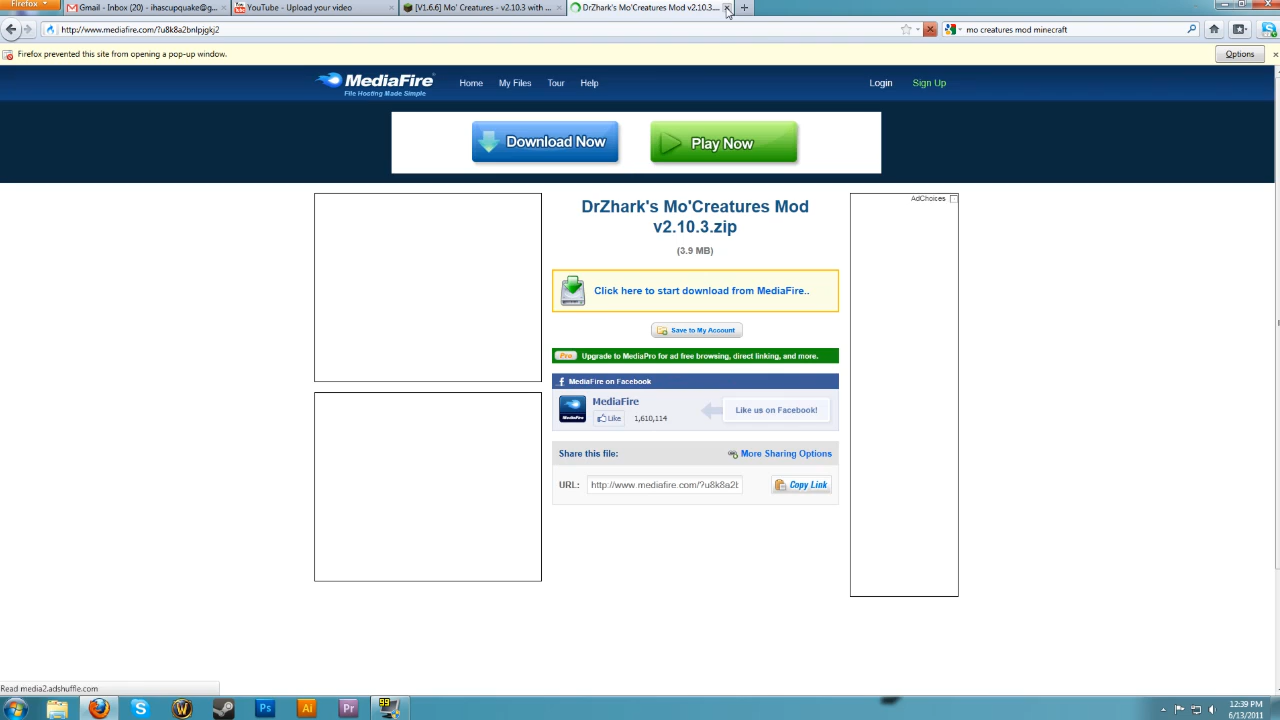 Firefox
Gmail - Inbox (20) - ihascupquake@g...
YouTube - Upload your video
[V1.6.6] Mo' Creatures - v2.10.3 with ...
DrZhark's Mo'Creatures Mod v2.10.3....
http://www.mediafire.com/?u8k8a2bnlpjgkj2
mo creatures mod minecraft
Firefox prevented this site from opening a pop-up window.
Options
MediaFire
File Hosting Made Simple
Home
My Files
Tour
Help
Login
Sign Up
Download Now
Play Now
DrZhark's Mo'Creatures Mod
v2.10.3.zip
(3.9 MB)
AdChoices
Click here to start download from MediaFire..
Save to My Account
Pro
Upgrade to MediaPro for ad free browsing, direct linking, and more.
MediaFire on Facebook
MediaFire
MediaFire
Like
1,610,114
Like us on Facebook!
Share this file:
More Sharing Options
URL:
http://www.mediafire.com/?u8k8a2b
Copy Link
Read media2.adshuffle.com
Ps
Ai
Pr
99
12:39 PM
6/13/2011